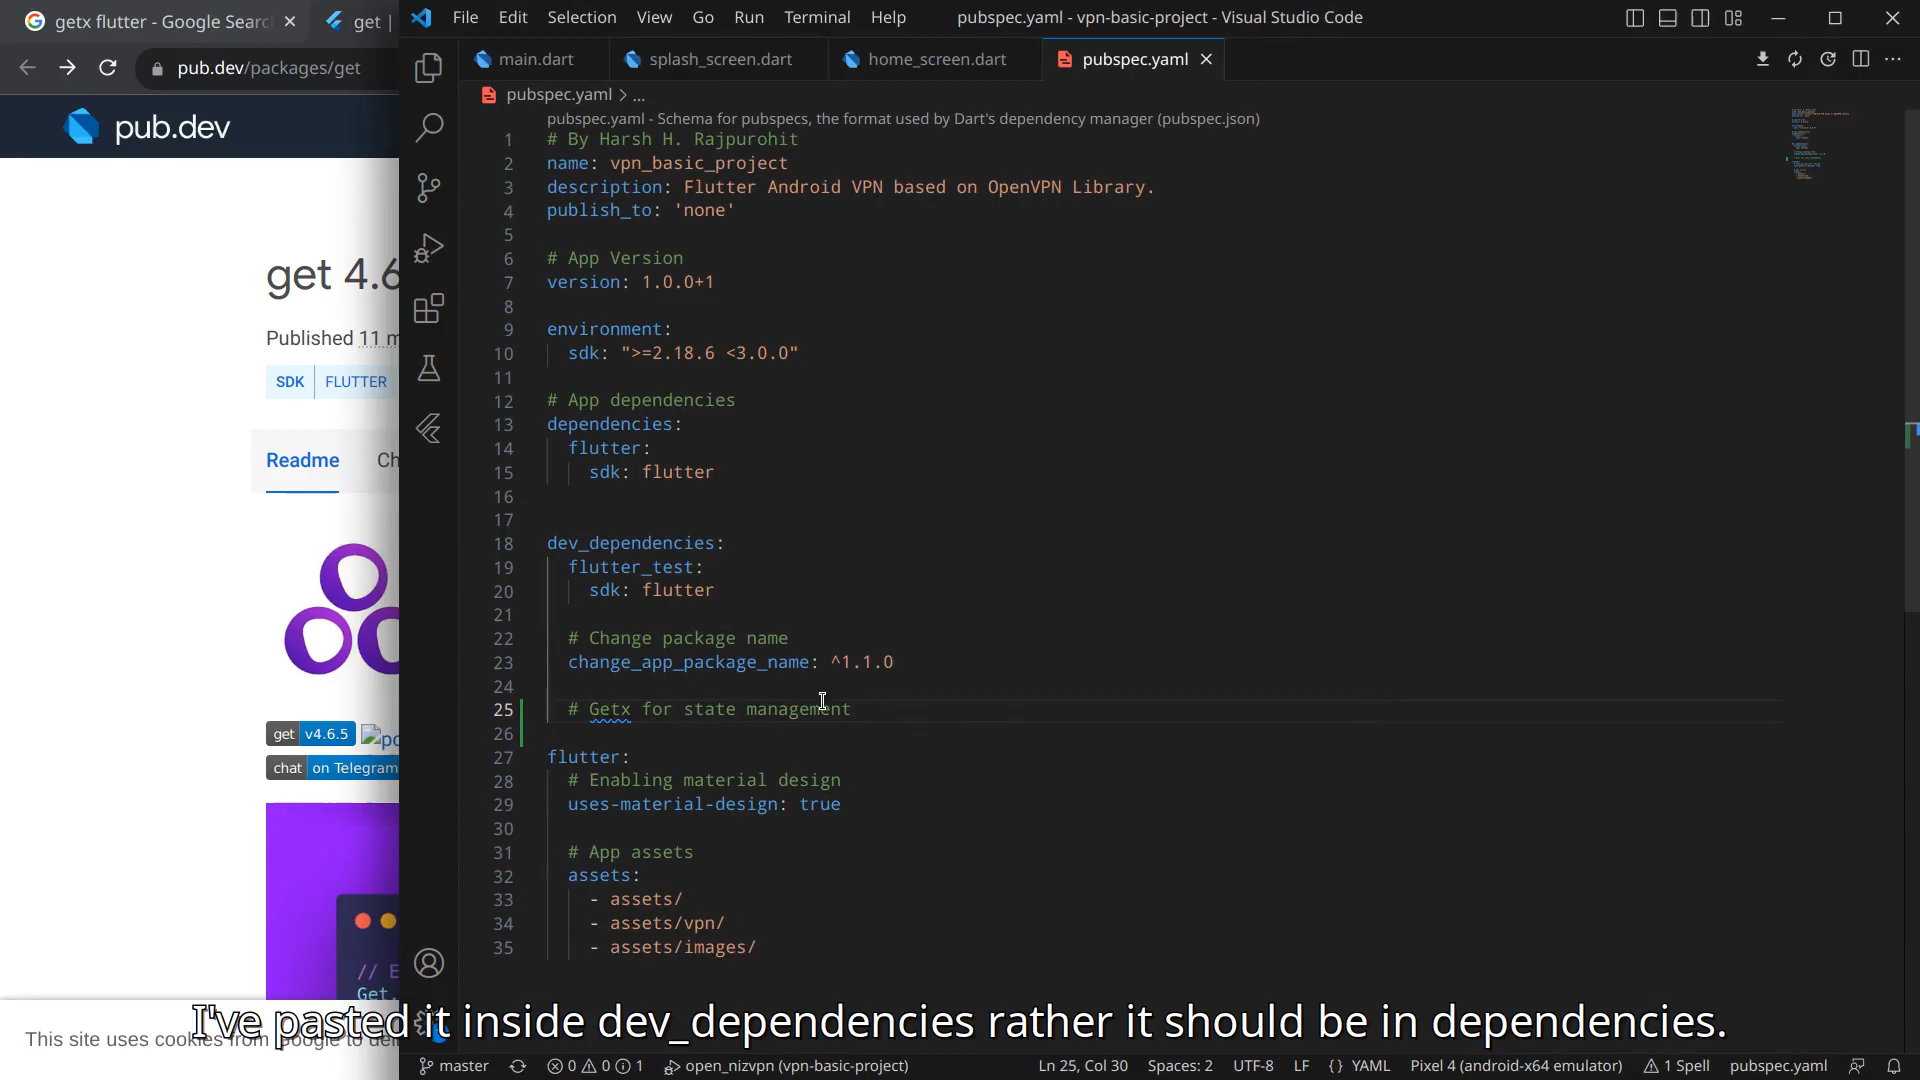 getx flutter - Google Searc
get |
pub.dev/packages/get
pub.dev
get 4.6
Published 11 m
SDK FLUTTER
Readme Ch
get v4.6.5
chat on Telegram
// E
Get.
This site uses cookies from Google to deli
File Edit Selection View Go Run Terminal Help
pubspec.yaml - vpn-basic-project - Visual Studio Code
main.dart splash_screen.dart home_screen.dart pubspec.yaml
pubspec.yaml > ...
pubspec.yaml - Schema for pubspecs, the format used by Dart's dependency manager (pubspec.json)
1 # By Harsh H. Rajpurohit
2 name: vpn_basic_project
3 description: Flutter Android VPN based on OpenVPN Library.
4 publish_to: 'none'
5
6 # App Version
7 version: 1.0.0+1
8
9 environment:
10 sdk: ">=2.18.6 <3.0.0"
11
12 # App dependencies
13 dependencies:
14 flutter:
15 sdk: flutter
16
17
18 dev_dependencies:
19 flutter_test:
20 sdk: flutter
21
22 # Change package name
23 change_app_package_name: ^1.1.0
24
25 # Getx for state management
26
27 flutter:
28 # Enabling material design
29 uses-material-design: true
30
31 # App assets
32 assets:
33 - assets/
34 - assets/vpn/
35 - assets/images/
I've pasted it inside dev_dependencies rather it should be in dependencies.
master 0 0 1 open_nizvpn (vpn-basic-project) Ln 25, Col 30 Spaces: 2 UTF-8 LF {} YAML Pixel 4 (android-x64 emulator) 1 Spell pubspec.yaml